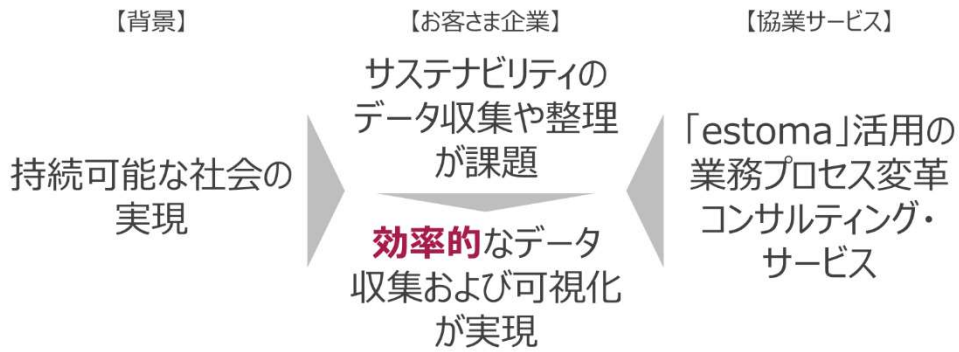 【背景】
持続可能な社会の
実現
【お客さま企業】
サステナビリティの
データ収集や整理
が課題
効率的なデータ
収集および可視化
が実現
【協業サービス】
「estoma」活用の
業務プロセス変革
コンサルティング・
サービス